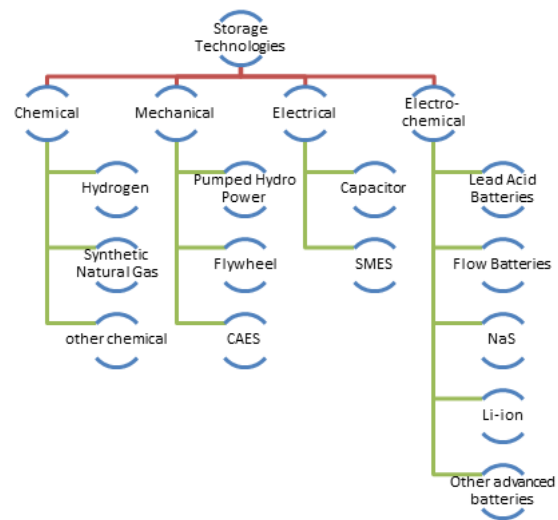 Storage
Technologies
Chemical
Mechanical
Electrical
Electro-
chemical
Hydrogen
Pumped Hydro
Power
Capacitor
Lead Acid
Batteries
Synthetic
Natural Gas
Flywheel
SMES
Flow Batteries
other chemical
CAES
NaS
Li-ion
Other advanced
batteries